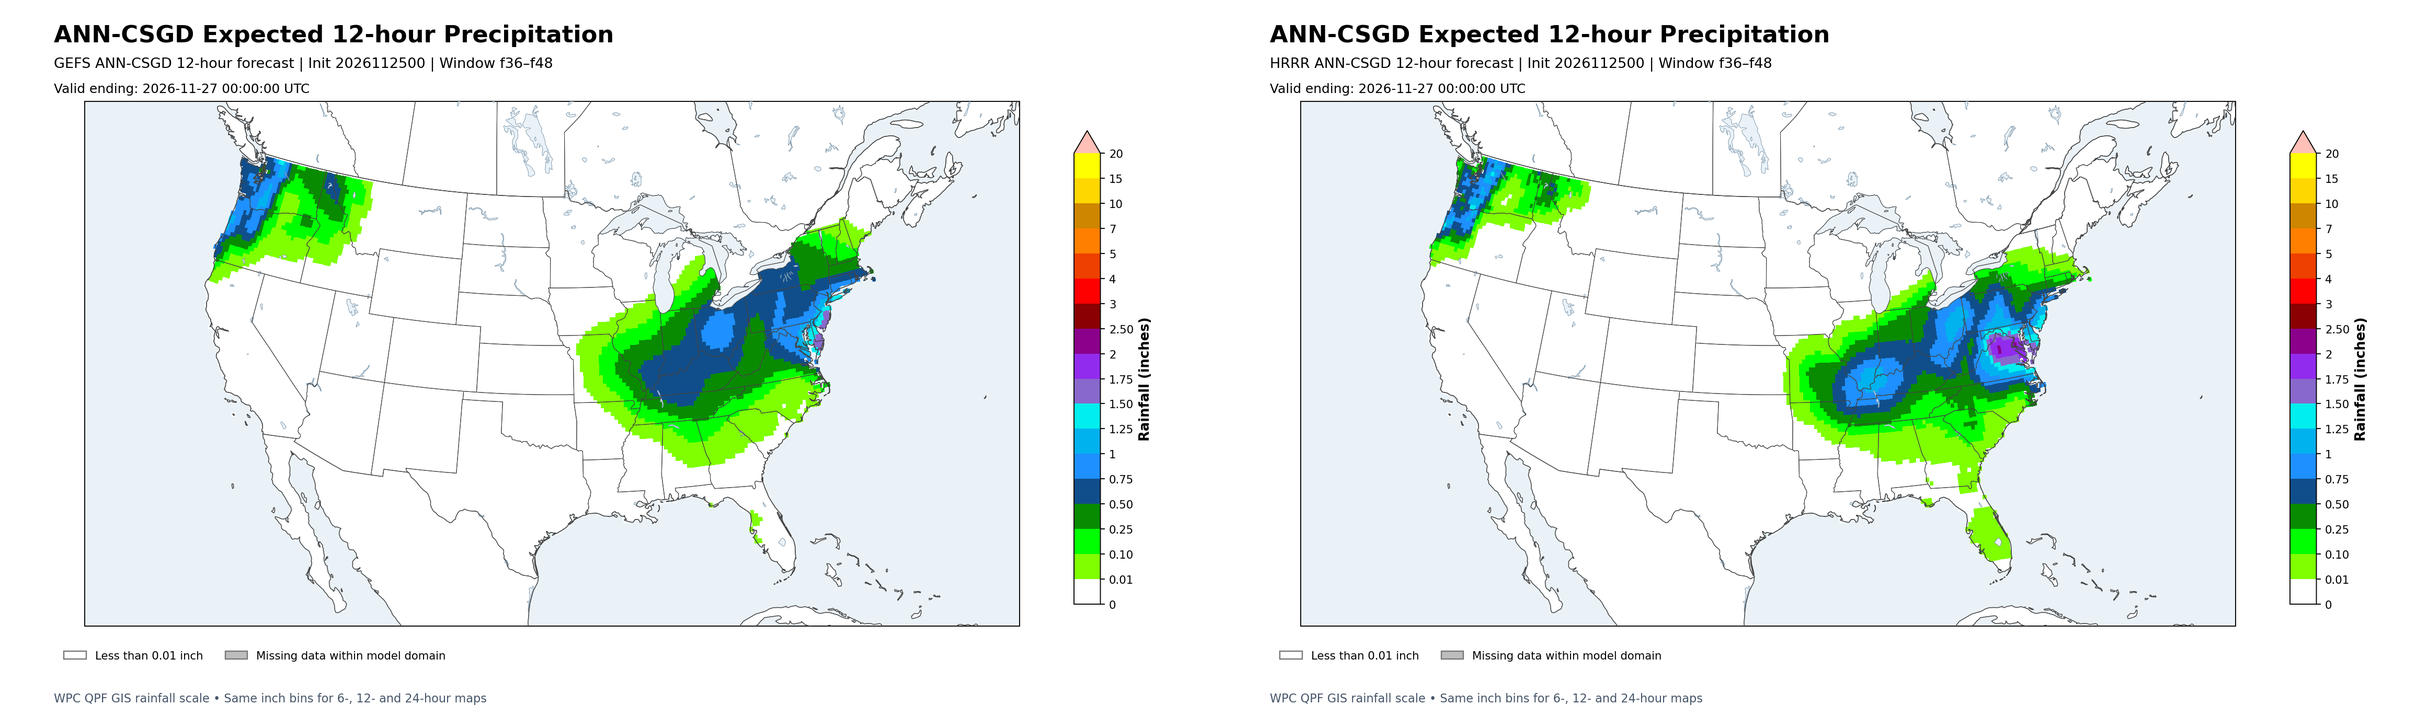 ANN-CSGD Expected 12-hour Precipitation
GEFS ANN-CSGD 12-hour forecast | Init 2026112500 | Window f36–f48
Valid ending: 2026-11-27 00:00:00 UTC
20
15
10
7
5
4
3
2.50
2
1.75
1.50
1.25
1
0.75
0.50
0.25
0.10
0.01
0
Rainfall (inches)
Less than 0.01 inch
Missing data within model domain
WPC QPF GIS rainfall scale • Same inch bins for 6-, 12- and 24-hour maps
ANN-CSGD Expected 12-hour Precipitation
HRRR ANN-CSGD 12-hour forecast | Init 2026112500 | Window f36–f48
Valid ending: 2026-11-27 00:00:00 UTC
20
15
10
7
5
4
3
2.50
2
1.75
1.50
1.25
1
0.75
0.50
0.25
0.10
0.01
0
Rainfall (inches)
Less than 0.01 inch
Missing data within model domain
WPC QPF GIS rainfall scale • Same inch bins for 6-, 12- and 24-hour maps